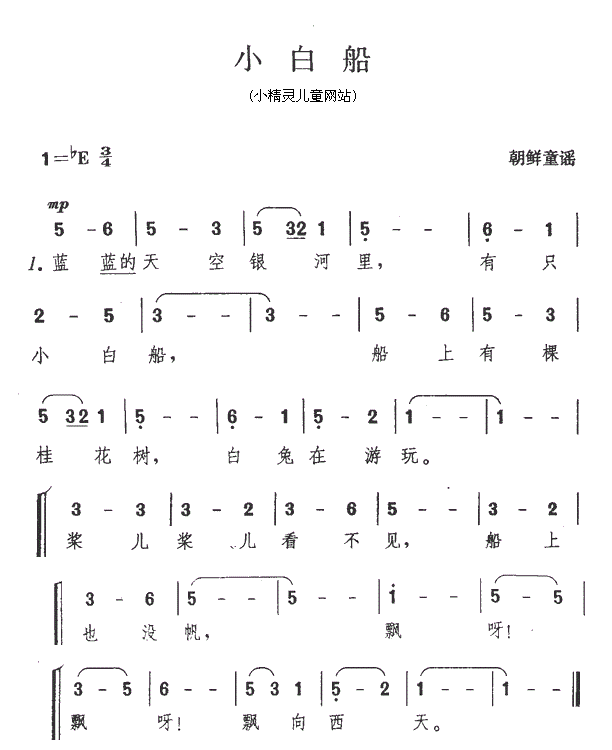 小白船
(小精灵儿童网站)
1=♭E 3/4 朝鲜童谣
mp
5 - 6 | 5 - 3 | 5 32 1 | 5 - - | 6 - 1 |
1.蓝 蓝的天 空银 河里, 有 只
2 - 5 | 3 - - | 3 - - | 5 - 6 | 5 - 3 |
小 白船, 船 上有 棵
5 32 1 | 5 - - | 6 - 1 | 5 - 2 | 1 - - | 1 - - |
桂 花 树, 白 兔在 游玩。
3 - 3 | 3 - 2 | 3 - 6 | 5 - - | 3 - 2 |
桨 儿桨 儿看 不见, 船 上
3 - 6 | 5 - - | 5 - - | 1 - - | 5 - 5 |
也 没帆, 飘 呀!
3 - 5 | 6 - - | 5 3 1 | 5 - 2 | 1 - - | 1 - - ‖
飘 呀! 飘向西 天。